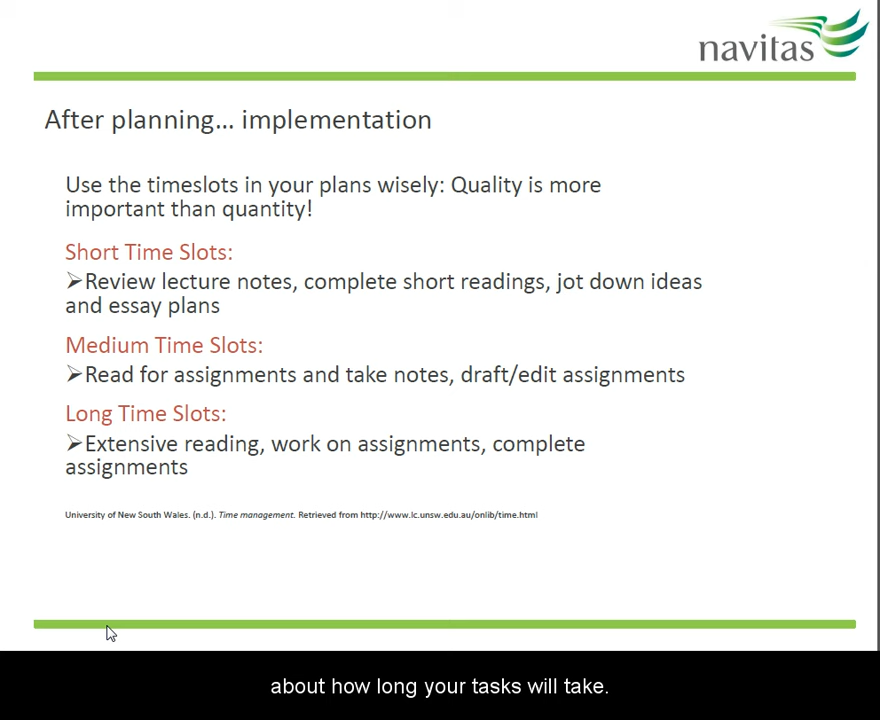 navitas
After planning... implementation
Use the timeslots in your plans wisely: Quality is more
important than quantity!
Short Time Slots:
➢Review lecture notes, complete short readings, jot down ideas
and essay plans
Medium Time Slots:
➢Read for assignments and take notes, draft/edit assignments
Long Time Slots:
➢Extensive reading, work on assignments, complete
assignments
University of New South Wales. (n.d.). Time management. Retrieved from http://www.lc.unsw.edu.au/onlib/time.html
about how long your tasks will take.